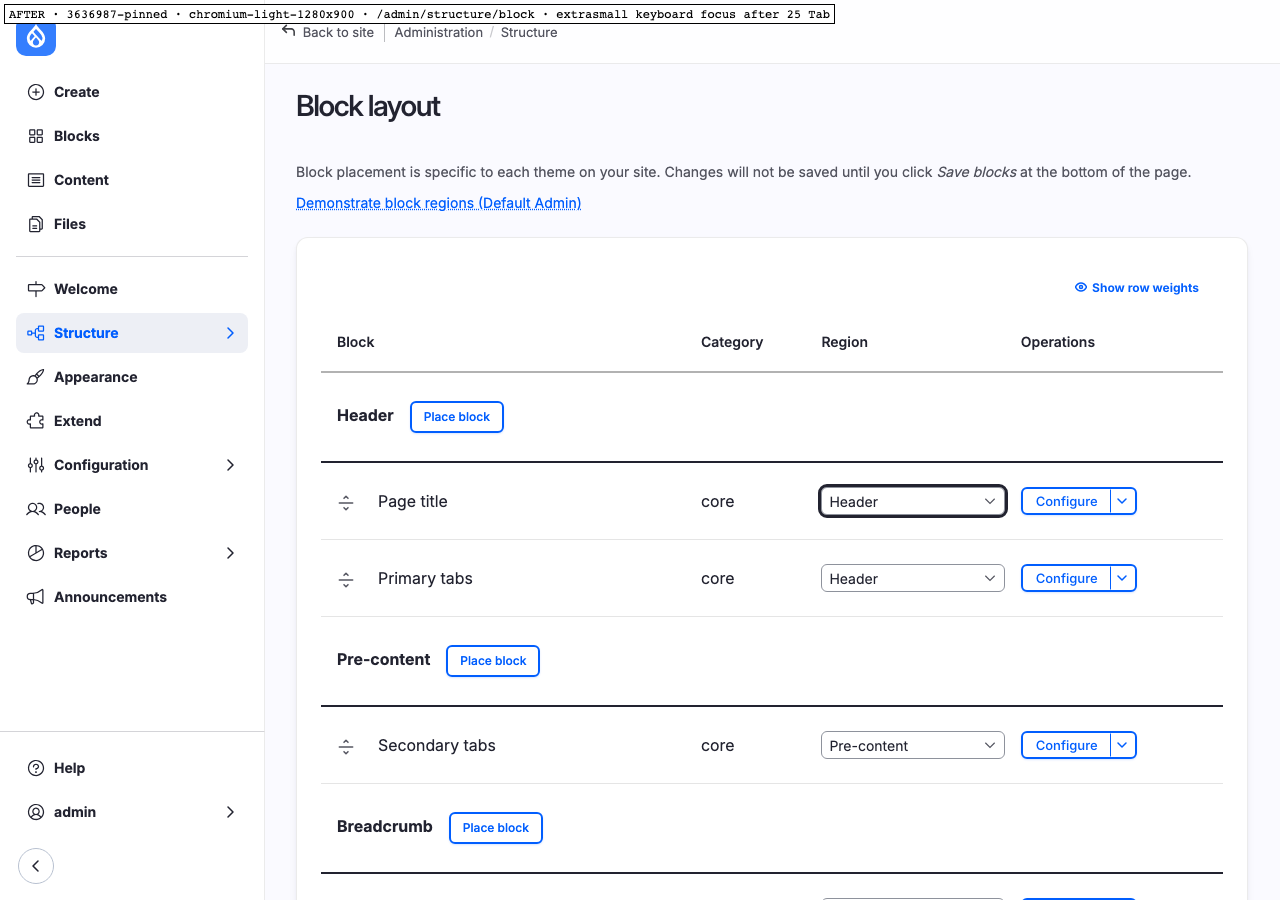 AFTER · 3636987-pinned · chromium-light-1280x900 · /admin/structure/block · extrasmall keyboard focus after 25 Tab
Back to site
Administration / Structure
Create
Blocks
Content
Files
Welcome
Structure
Appearance
Extend
Configuration
People
Reports
Announcements
Help
admin
Block layout
Block placement is specific to each theme on your site. Changes will not be saved until you click Save blocks at the bottom of the page.
Demonstrate block regions (Default Admin)
Show row weights
Block Category Region Operations
Header Place block
Page title core Header Configure
Primary tabs core Header Configure
Pre-content Place block
Secondary tabs core Pre-content Configure
Breadcrumb Place block